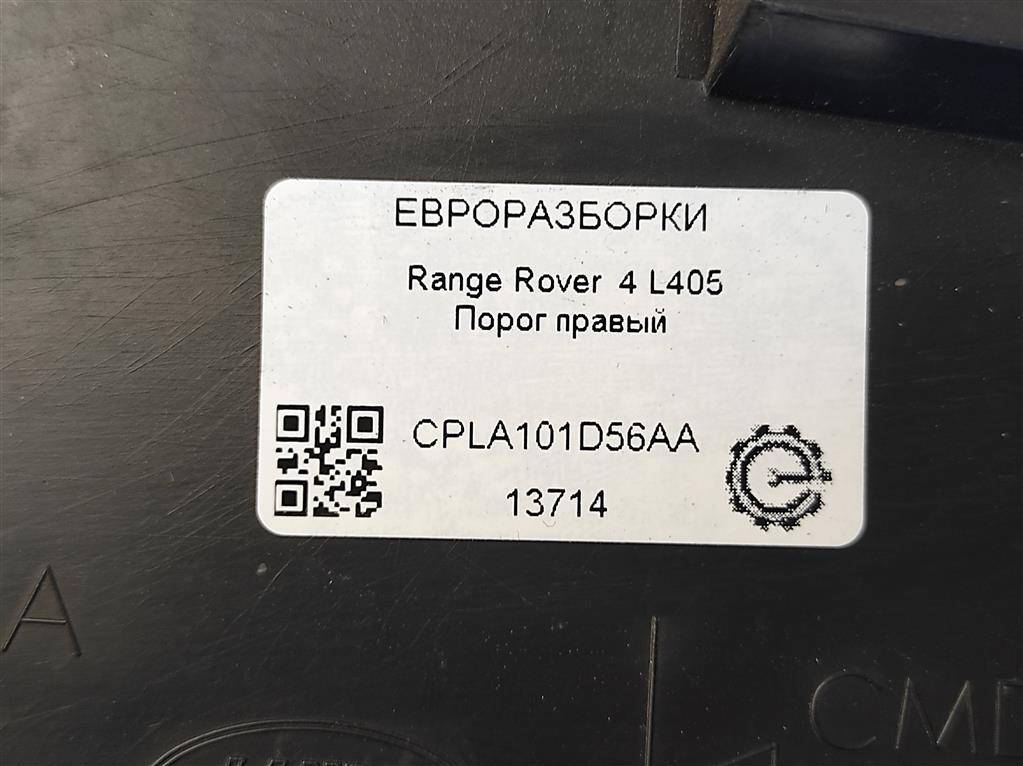 ЕВРОРАЗБОРКИ
Range Rover 4 L405
Порог правый
CPLA101D56AA
13714
A